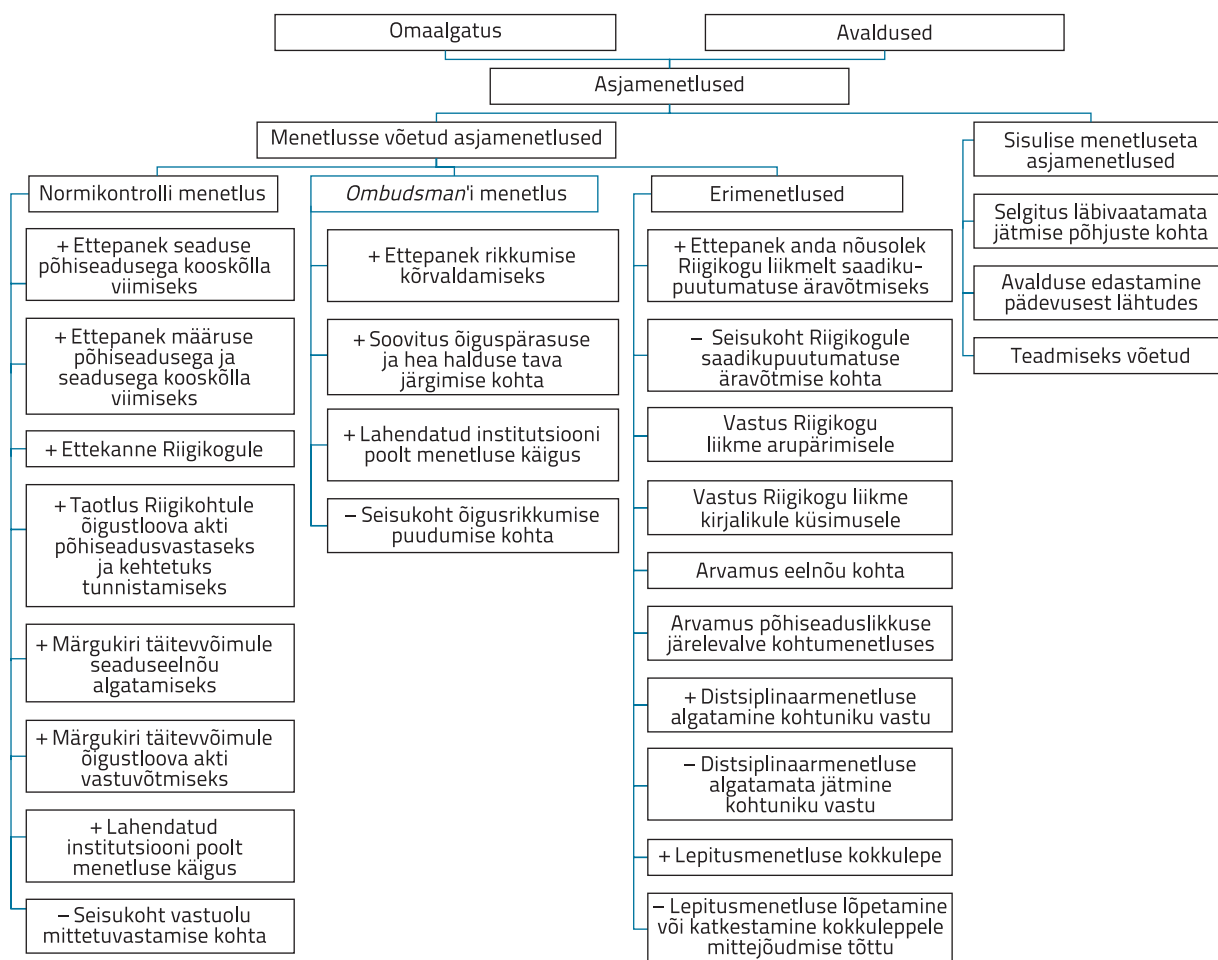 Omaalgatus
Avaldused
Asjamenetlused
Menetlusse võetud asjamenetlused
Sisulise menetluseta
asjamenetlused
Normikontrolli menetlus
+ Ettepanek seaduse
põhiseadusega kooskõlla
viimiseks
+ Ettepanek määruse
põhiseadusega ja
seadusega kooskõlla
viimiseks
+ Ettekanne Riigikogule
+ Taotlus Riigikohtule
õigustloova akti
põhiseadusvastaseks
ja kehtetuks
tunnistamiseks
+ Märgukiri täitevvõimule
seaduseelnõu
algatamiseks
+ Märgukiri täitevvõimule
õigustloova akti
vastuvõtmiseks
+ Lahendatud
institutsiooni poolt
menetluse käigus
– Seisukoht vastuolu
mittetuvastamise kohta
Ombudsman'i menetlus
+ Ettepanek rikkumise
kõrvaldamiseks
+ Soovitus õiguspärasuse
ja hea halduse tava
järgimise kohta
+ Lahendatud institutsiooni
poolt menetluse käigus
– Seisukoht õigusrikkumise
puudumise kohta
Erimenetlused
+ Ettepanek anda nõusolek
Riigikogu liikmelt saadiku-
puutumatuse äravõtmiseks
– Seisukoht Riigikogule
saadikupuutumatuse
äravõtmise kohta
Vastus Riigikogu
liikme arupärimisele
Vastus Riigikogu liikme
kirjalikule küsimusele
Arvamus eelnõu kohta
Arvamus põhiseaduslikkuse
järelevalve kohtumenetluses
+ Distsiplinaarmenetluse
algatamine kohtuniku vastu
– Distsiplinaarmenetluse
algatamata jätmine
kohtuniku vastu
+ Lepitusmenetluse kokkulepe
– Lepitusmenetluse lõpetamine
või katkestamine kokkuleppele
mittejõudmise tõttu
Selgitus läbivaatamata
jätmise põhjuste kohta
Avalduse edastamine
pädevusest lähtudes
Teadmiseks võetud